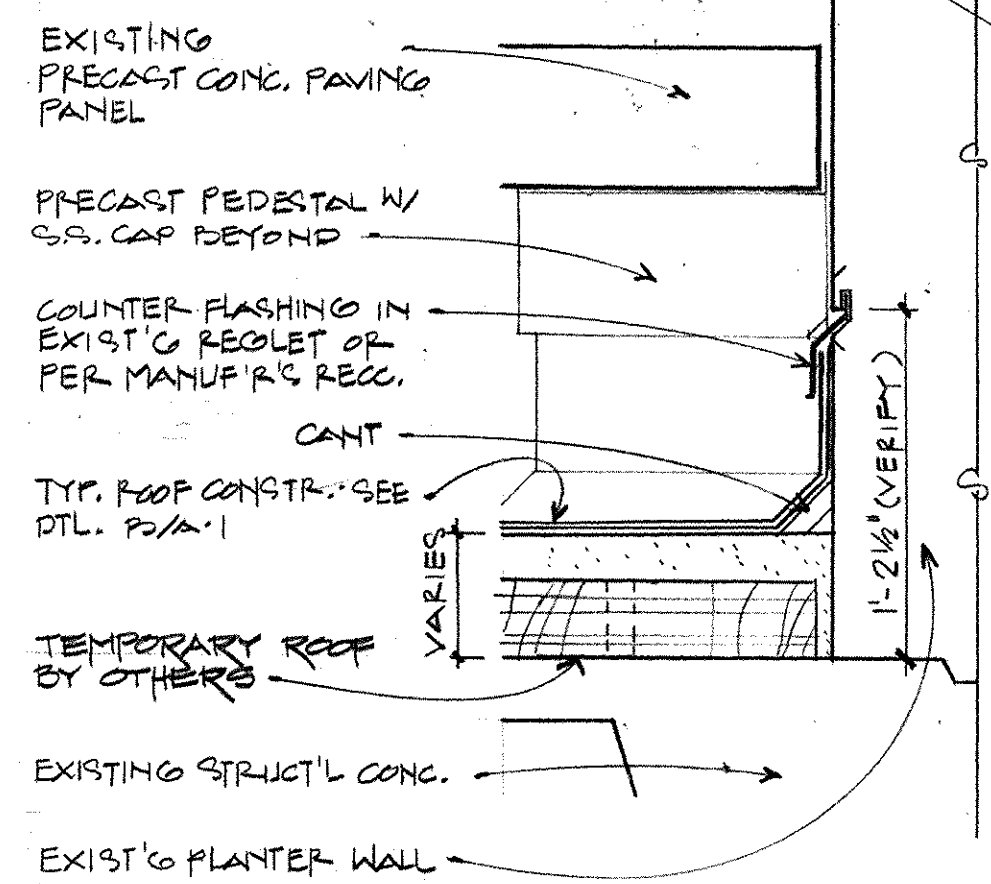 EXISTING
PRECAST CONC. PAVING
PANEL
PRECAST PEDESTAL W/
S.S. CAP BEYOND
COUNTER FLASHING IN
EXIST'G REGLET OR
PER MANUF'R'S RECC.
CANT
TYP. ROOF CONSTR. SEE
DTL. B/A-1
VARIES
1'-2½" (VERIFY)
TEMPORARY ROOF
BY OTHERS
EXISTING STRUCT'L CONC.
EXIST'G PLANTER WALL